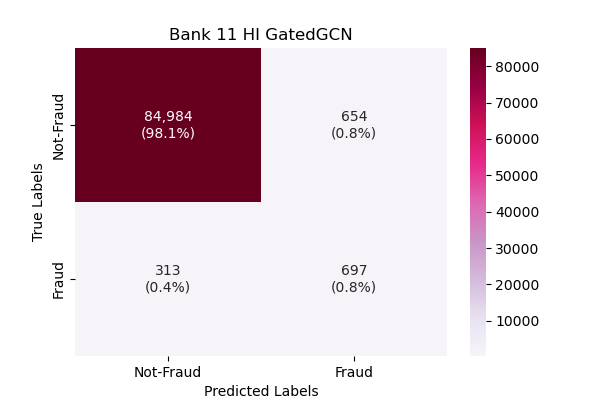 Bank 11 HI GatedGCN
True Labels
Not-Fraud
84,984
(98.1%)
654
(0.8%)
Fraud
313
(0.4%)
697
(0.8%)
Not-Fraud
Fraud
Predicted Labels
80000
70000
60000
50000
40000
30000
20000
10000